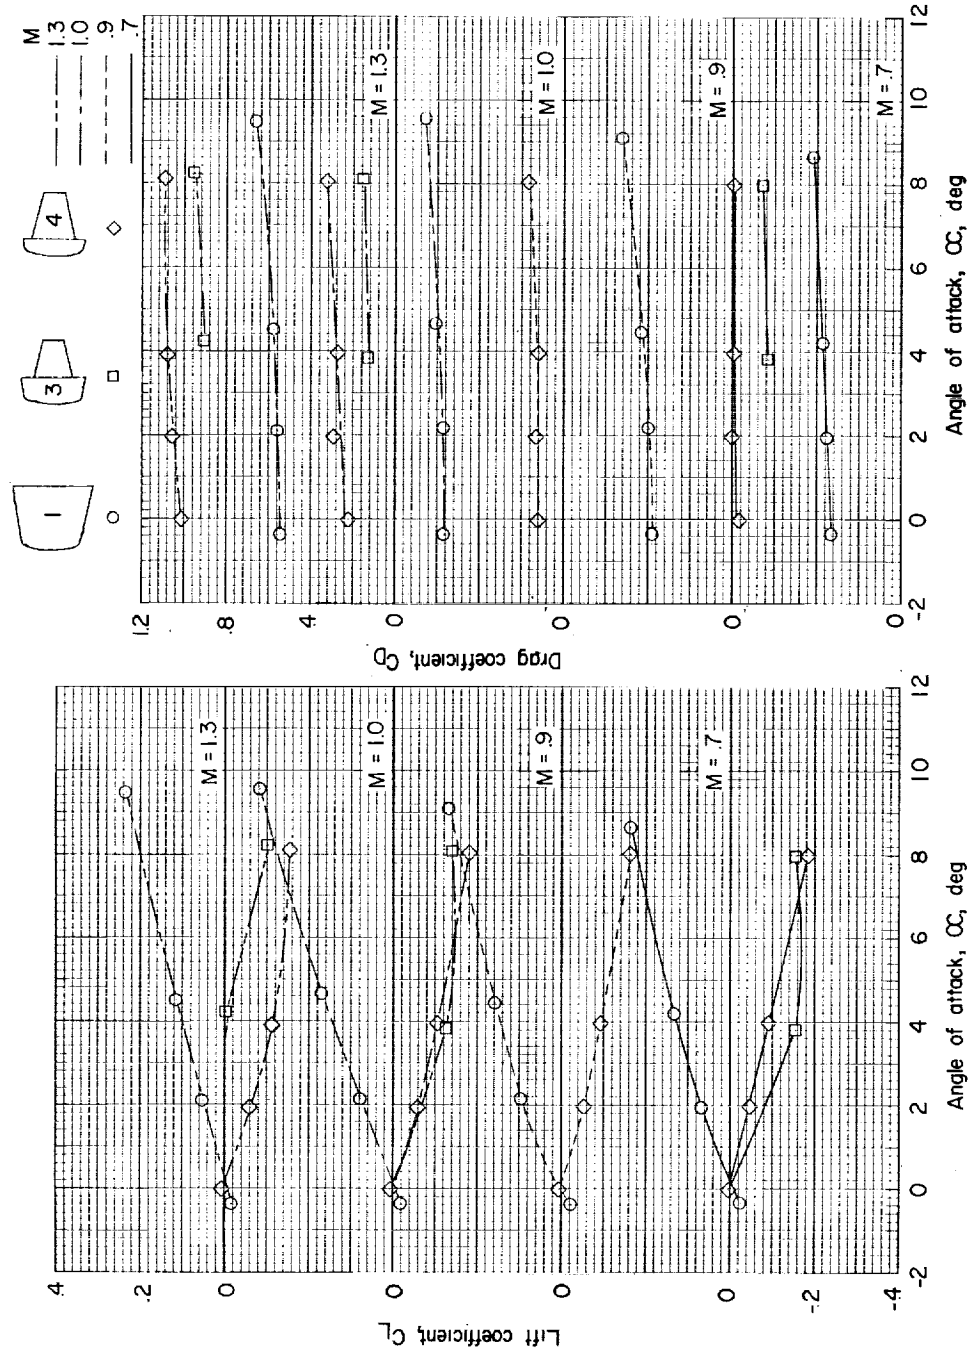 M
1.3
1.0
.9
.7
1
3
4
.4
.2
0
0
0
0
-.2
-.4
Lift coefficient, CL
M = 1.3
M = 1.0
M = .9
M = .7
-2 0 2 4 6 8 10 12
Angle of attack, α, deg
1.2
.8
.4
0
0
0
0
Drag coefficient, CD
M = 1.3
M = 1.0
M = .9
M = .7
-2 0 2 4 6 8 10 12
Angle of attack, α, deg